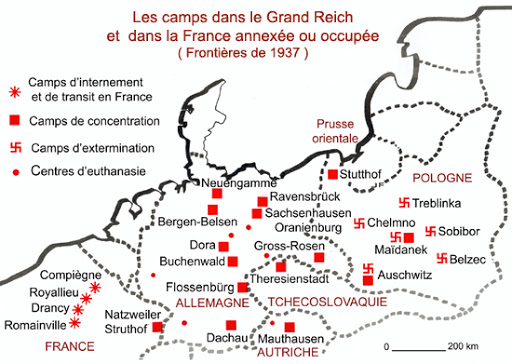 Les camps dans le Grand Reich
et dans la France annexée ou occupée
( Frontières de 1937 )
Camps d'internement
et de transit en France
Camps de concentration
Camps d'extermination
Centres d'euthanasie
Prusse
orientale
Stutthof
POLOGNE
Neuengamme
Ravensbrück
Treblinka
Sachsenhausen
Bergen-Belsen
Oranienburg
Chelmno
Sobibor
Dora
Gross-Rosen
Maïdanek
Buchenwald
Belzec
Compiègne
Theresienstadt
Auschwitz
Royallieu
Flossenbürg
Drancy
ALLEMAGNE
TCHECOSLOVAQUIE
Romainville
Natzweiler
Struthof
Dachau
Mauthausen
FRANCE
AUTRICHE
0 200 km